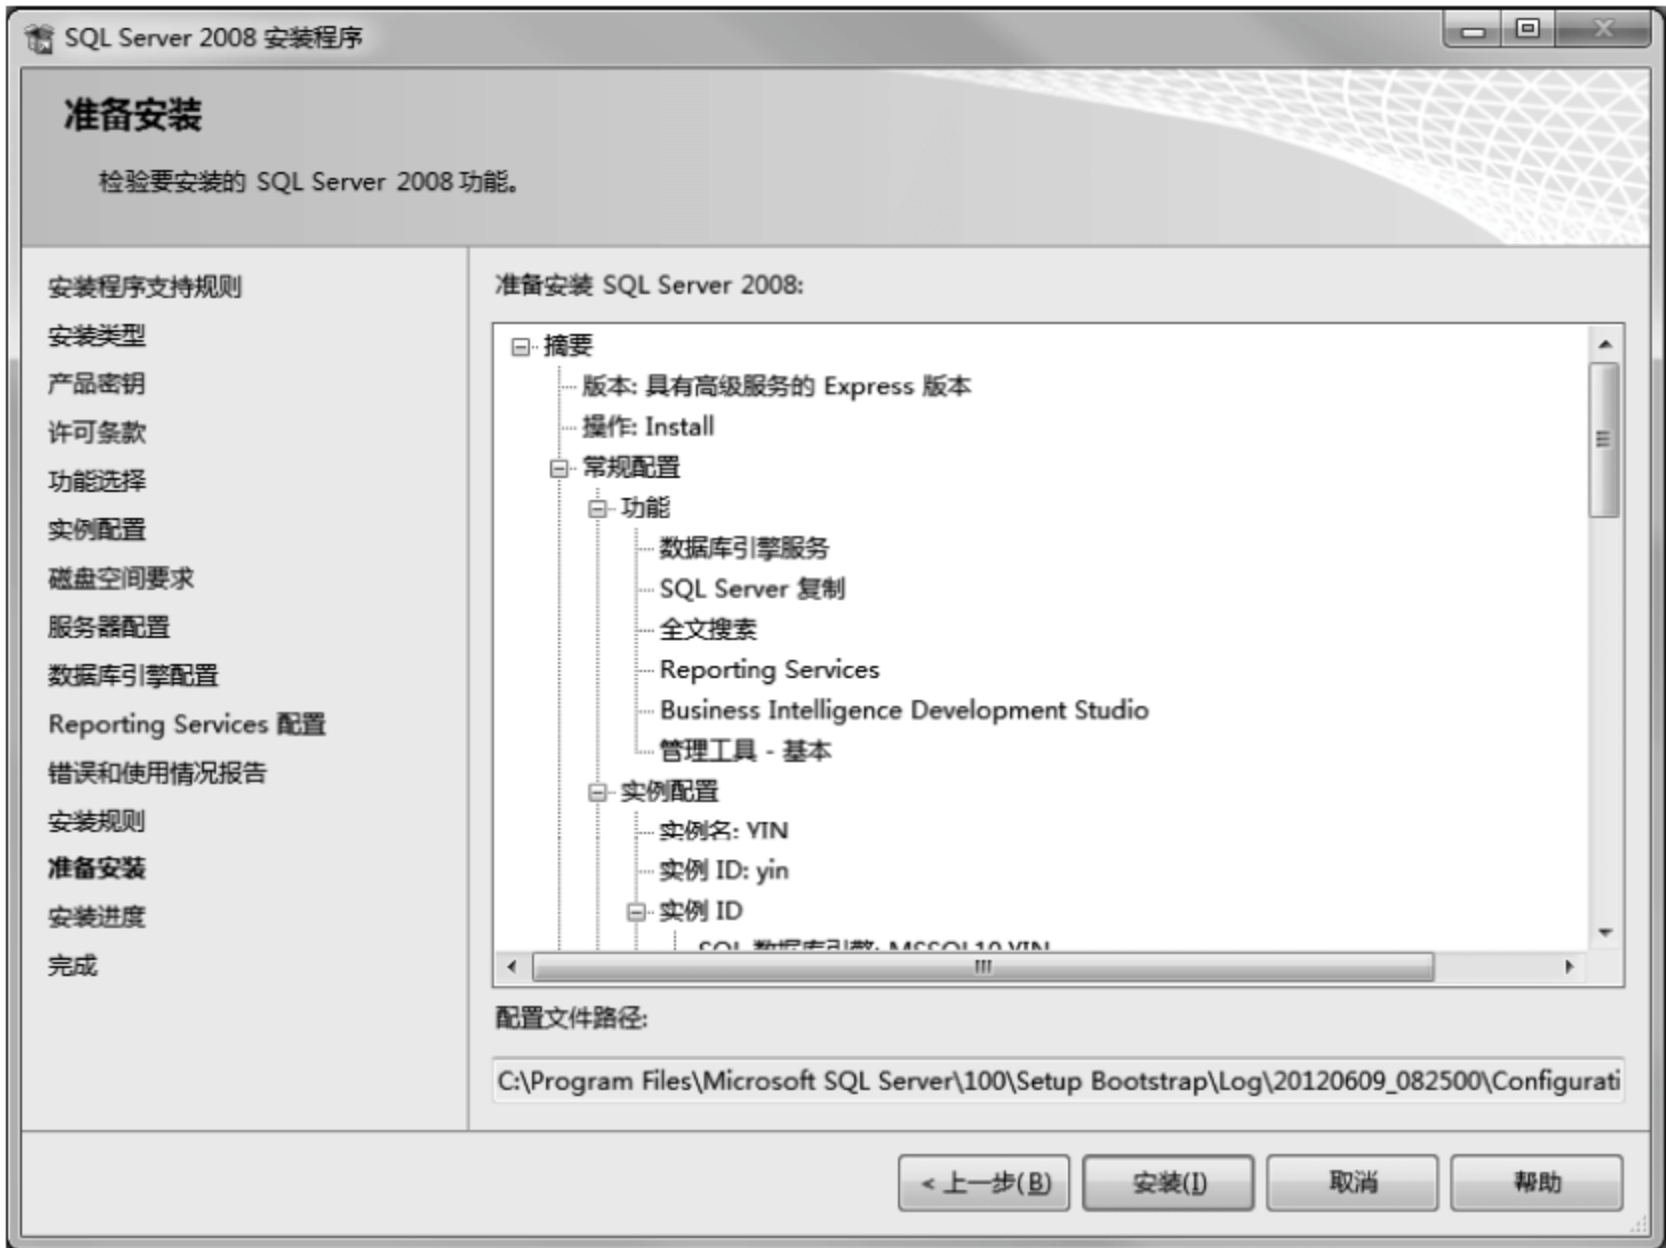 SQL Server 2008 安装程序
准备安装
检验要安装的 SQL Server 2008 功能。
安装程序支持规则
安装类型
产品密钥
许可条款
功能选择
实例配置
磁盘空间要求
服务器配置
数据库引擎配置
Reporting Services 配置
错误和使用情况报告
安装规则
准备安装
安装进度
完成
准备安装 SQL Server 2008:
摘要
版本: 具有高级服务的 Express 版本
操作: Install
常规配置
功能
数据库引擎服务
SQL Server 复制
全文搜索
Reporting Services
Business Intelligence Development Studio
管理工具 - 基本
实例配置
实例名: YIN
实例 ID: yin
实例 ID
SQL 数据库引擎: MSSQL10.YIN
配置文件路径:
C:\Program Files\Microsoft SQL Server\100\Setup Bootstrap\Log\20120609_082500\Configurati
< 上一步(B)
安装(I)
取消
帮助